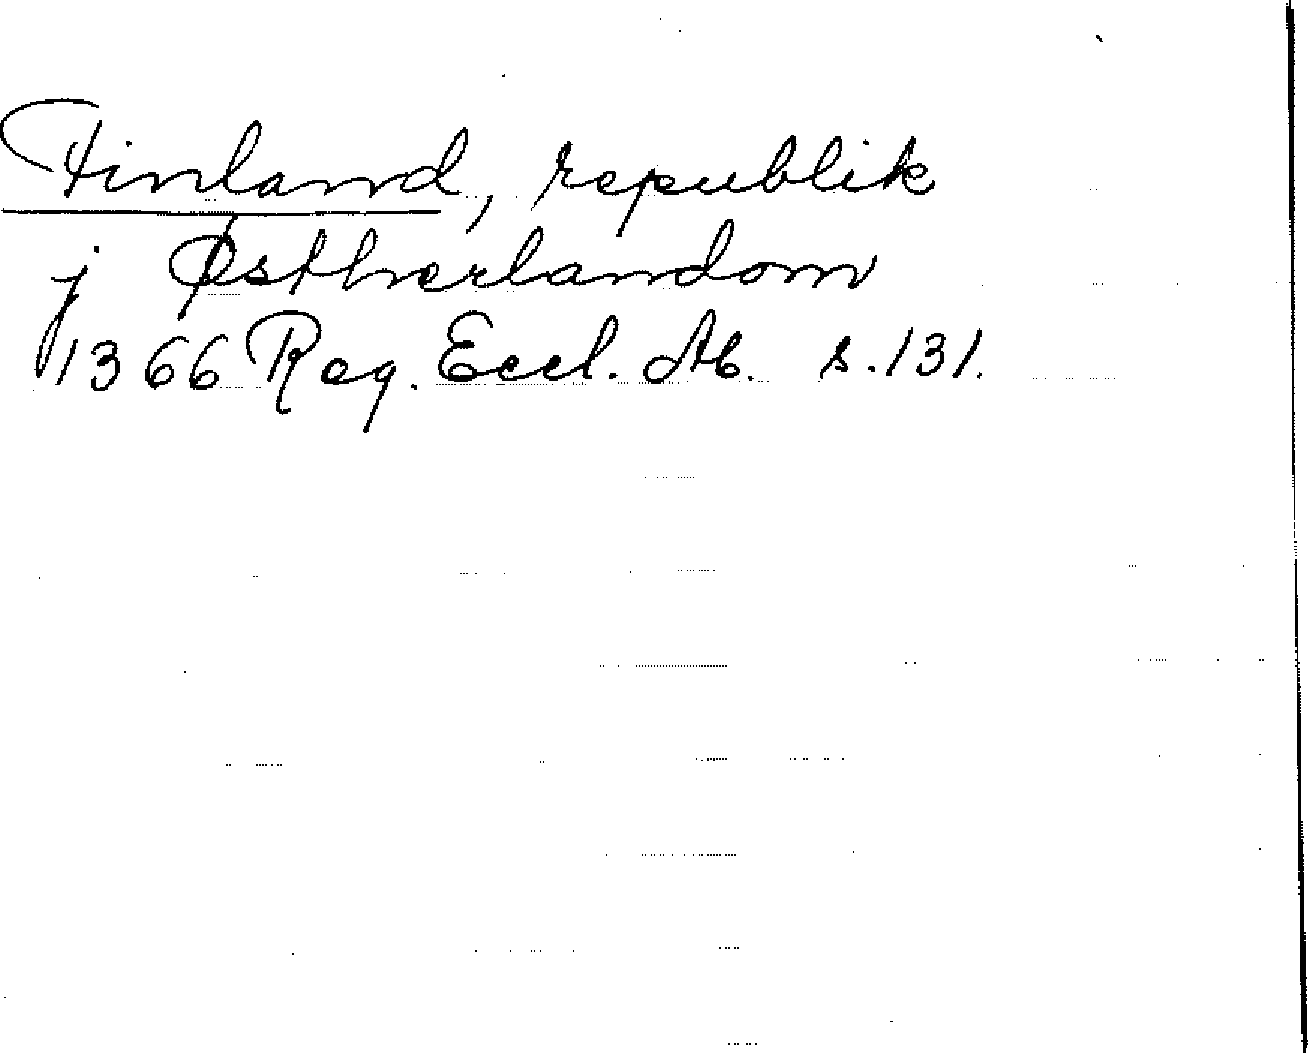 Finland, republik
j Østherlandom
1366 Reg. Eccl. Ab. s. 131.